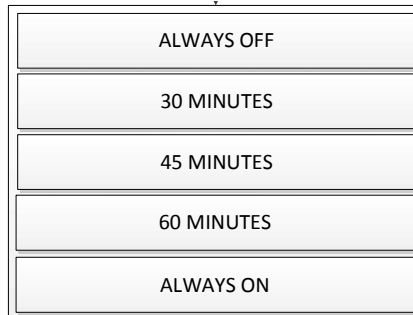 ALWAYS OFF
30 MINUTES
45 MINUTES
60 MINUTES
ALWAYS ON